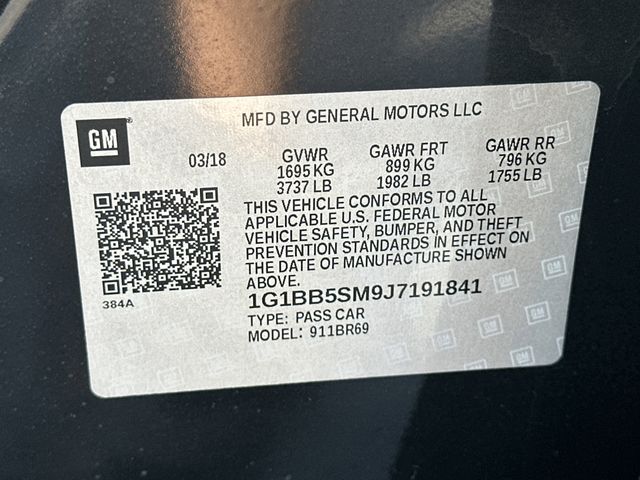 MFD BY GENERAL MOTORS LLC
GM
03/18 GVWR GAWR FRT GAWR RR
1695 KG 899 KG 796 KG
3737 LB 1982 LB 1755 LB
THIS VEHICLE CONFORMS TO ALL
APPLICABLE U.S. FEDERAL MOTOR
VEHICLE SAFETY, BUMPER, AND THEFT
PREVENTION STANDARDS IN EFFECT ON
THE DATE OF MANUFACTURE SHOWN
ABOVE.
384A
1G1BB5SM9J7191841
TYPE: PASS CAR
MODEL: 911BR69